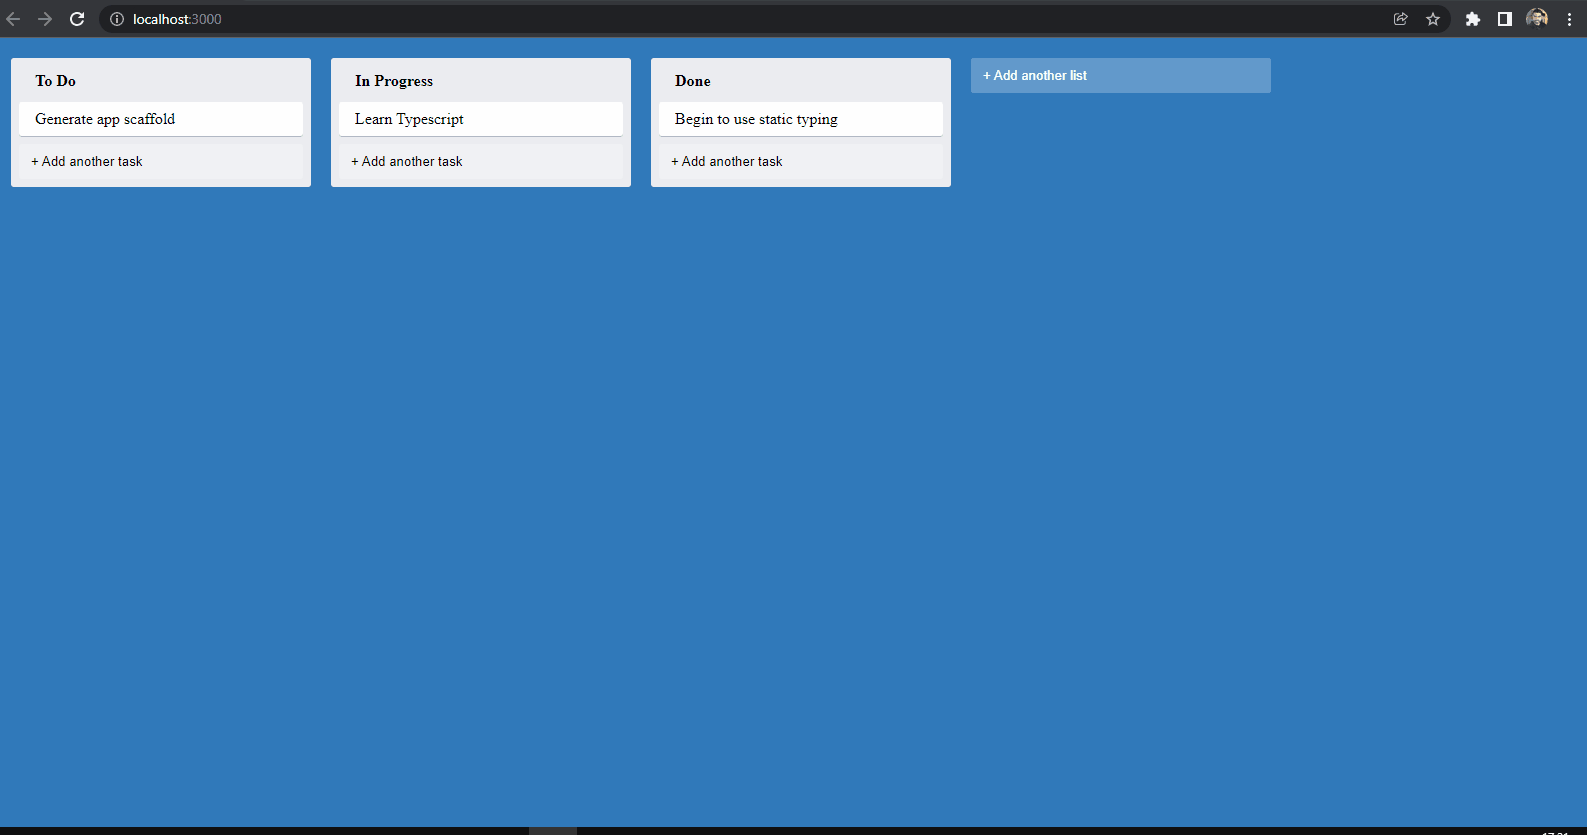 localhost:3000
To Do
Generate app scaffold
+ Add another task
In Progress
Learn Typescript
+ Add another task
Done
Begin to use static typing
+ Add another task
+ Add another list